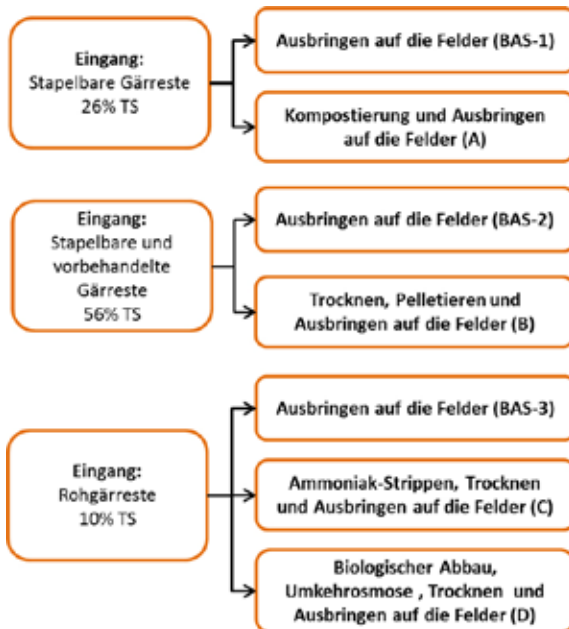 Eingang:
Stapelbare Gärreste
26% TS
Ausbringen auf die Felder (BAS-1)
Kompostierung und Ausbringen
auf die Felder (A)
Eingang:
Stapelbare und
vorbehandelte
Gärreste
56% TS
Ausbringen auf die Felder (BAS-2)
Trocknen, Pelletieren und
Ausbringen auf die Felder (B)
Eingang:
Rohgärreste
10% TS
Ausbringen auf die Felder (BAS-3)
Ammoniak-Strippen, Trocknen
und Ausbringen auf die Felder (C)
Biologischer Abbau,
Umkehrosmose , Trocknen und
Ausbringen auf die Felder (D)